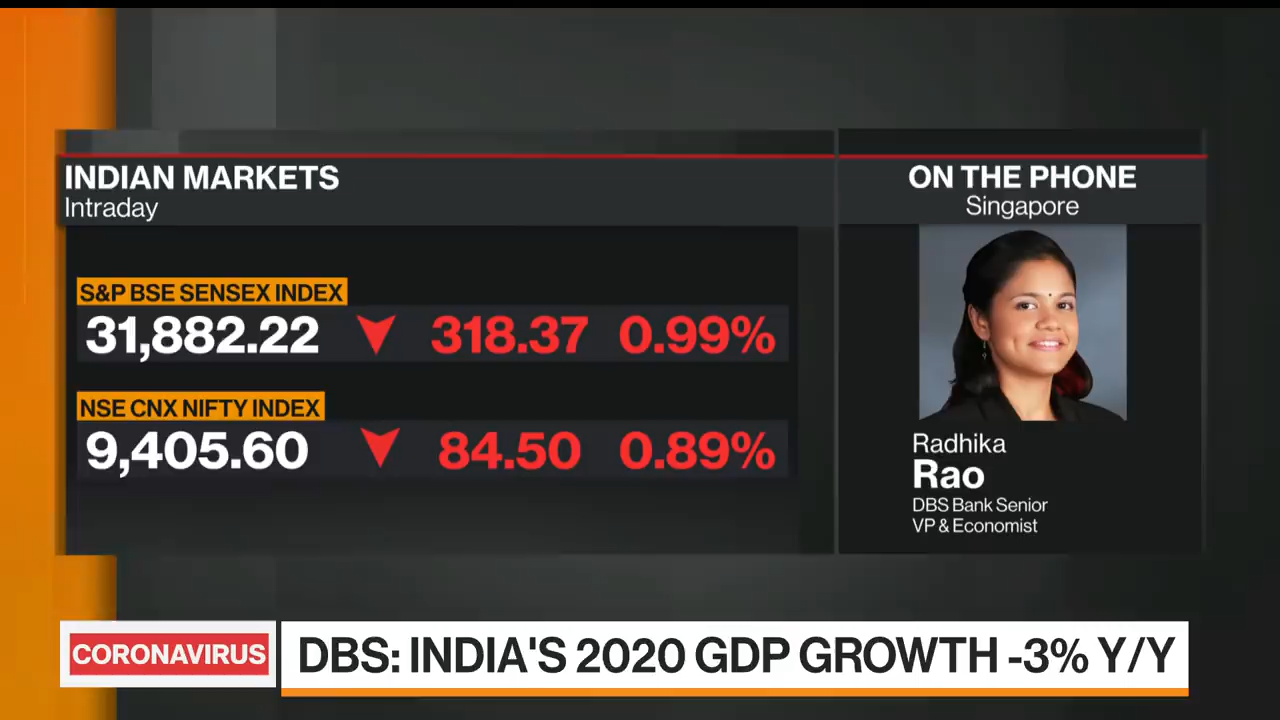 INDIAN MARKETS
Intraday
S&P BSE SENSEX INDEX
31,882.22 318.37 0.99%
NSE CNX NIFTY INDEX
9,405.60 84.50 0.89%
ON THE PHONE
Singapore
Radhika
Rao
DBS Bank Senior
VP & Economist
CORONAVIRUS
DBS: INDIA'S 2020 GDP GROWTH -3% Y/Y